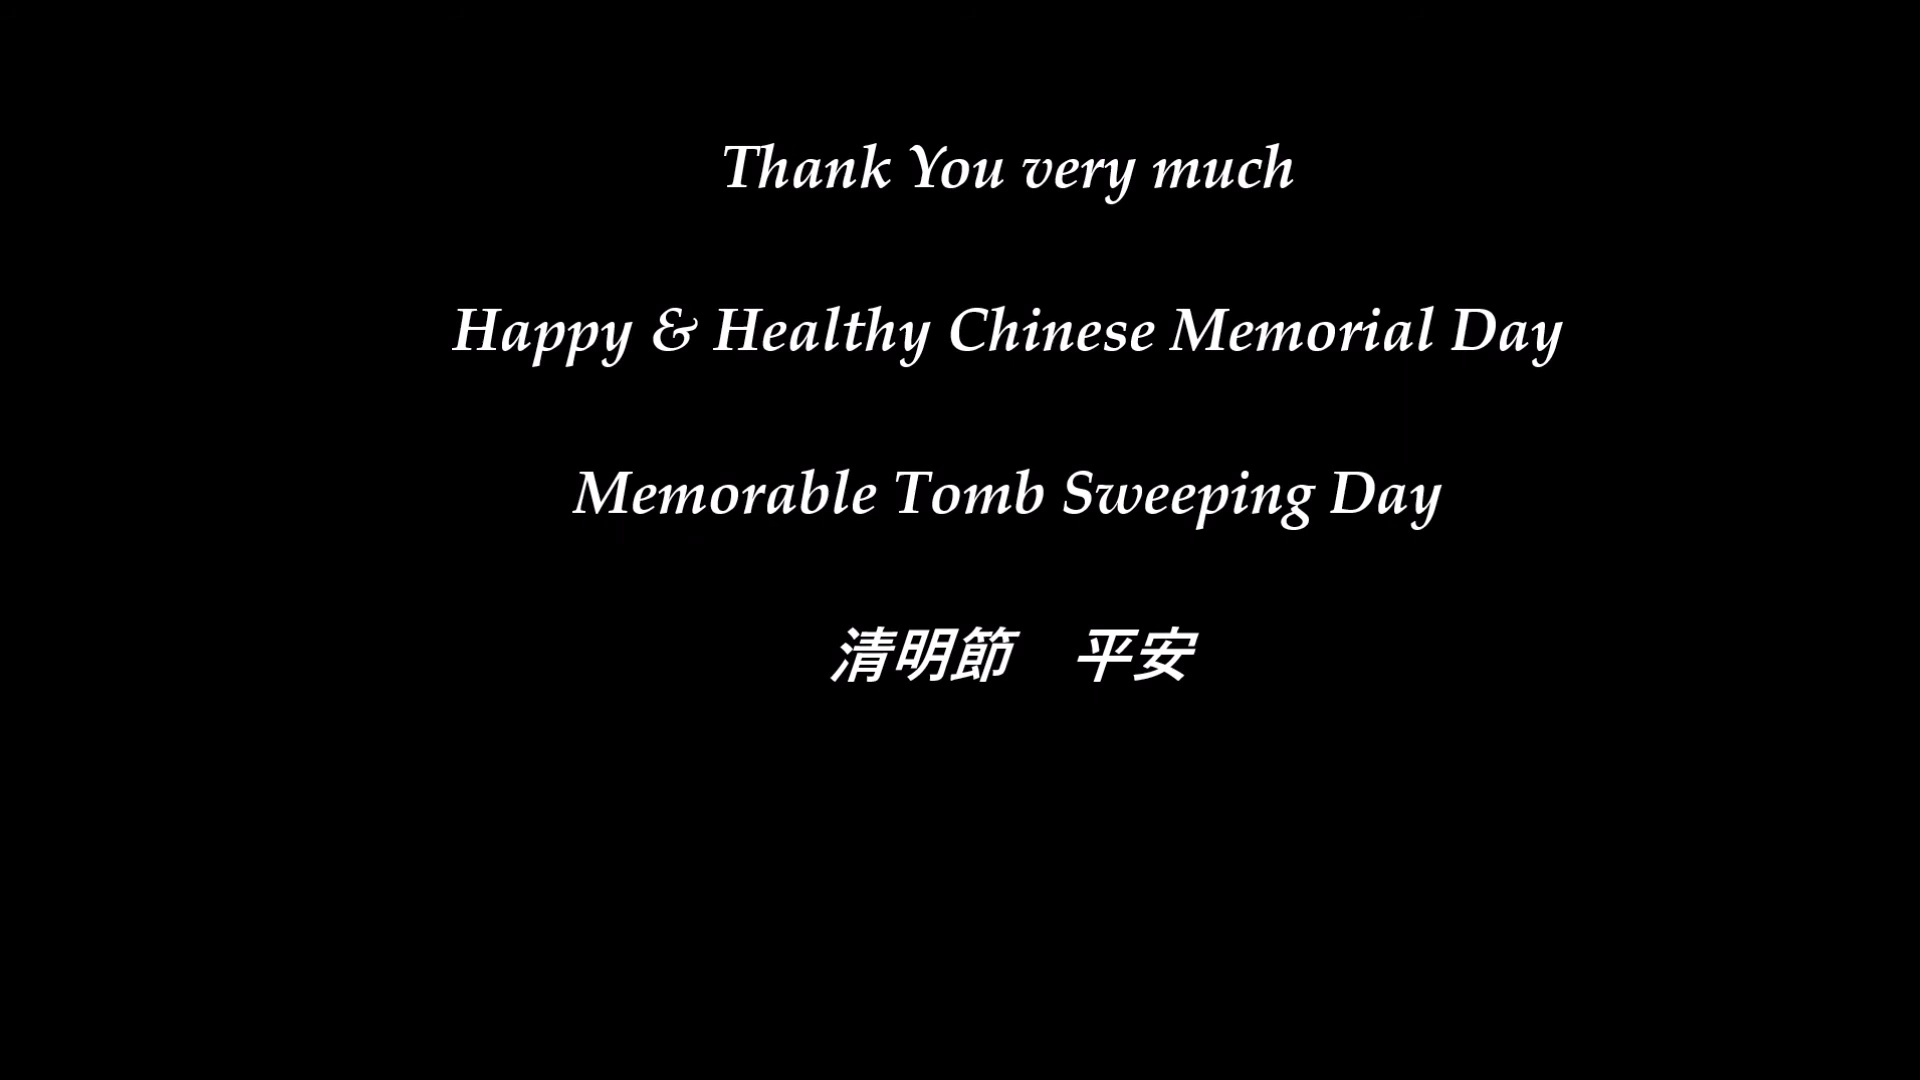 Thank You very much
Happy & Healthy Chinese Memorial Day
Memorable Tomb Sweeping Day
清明節　平安